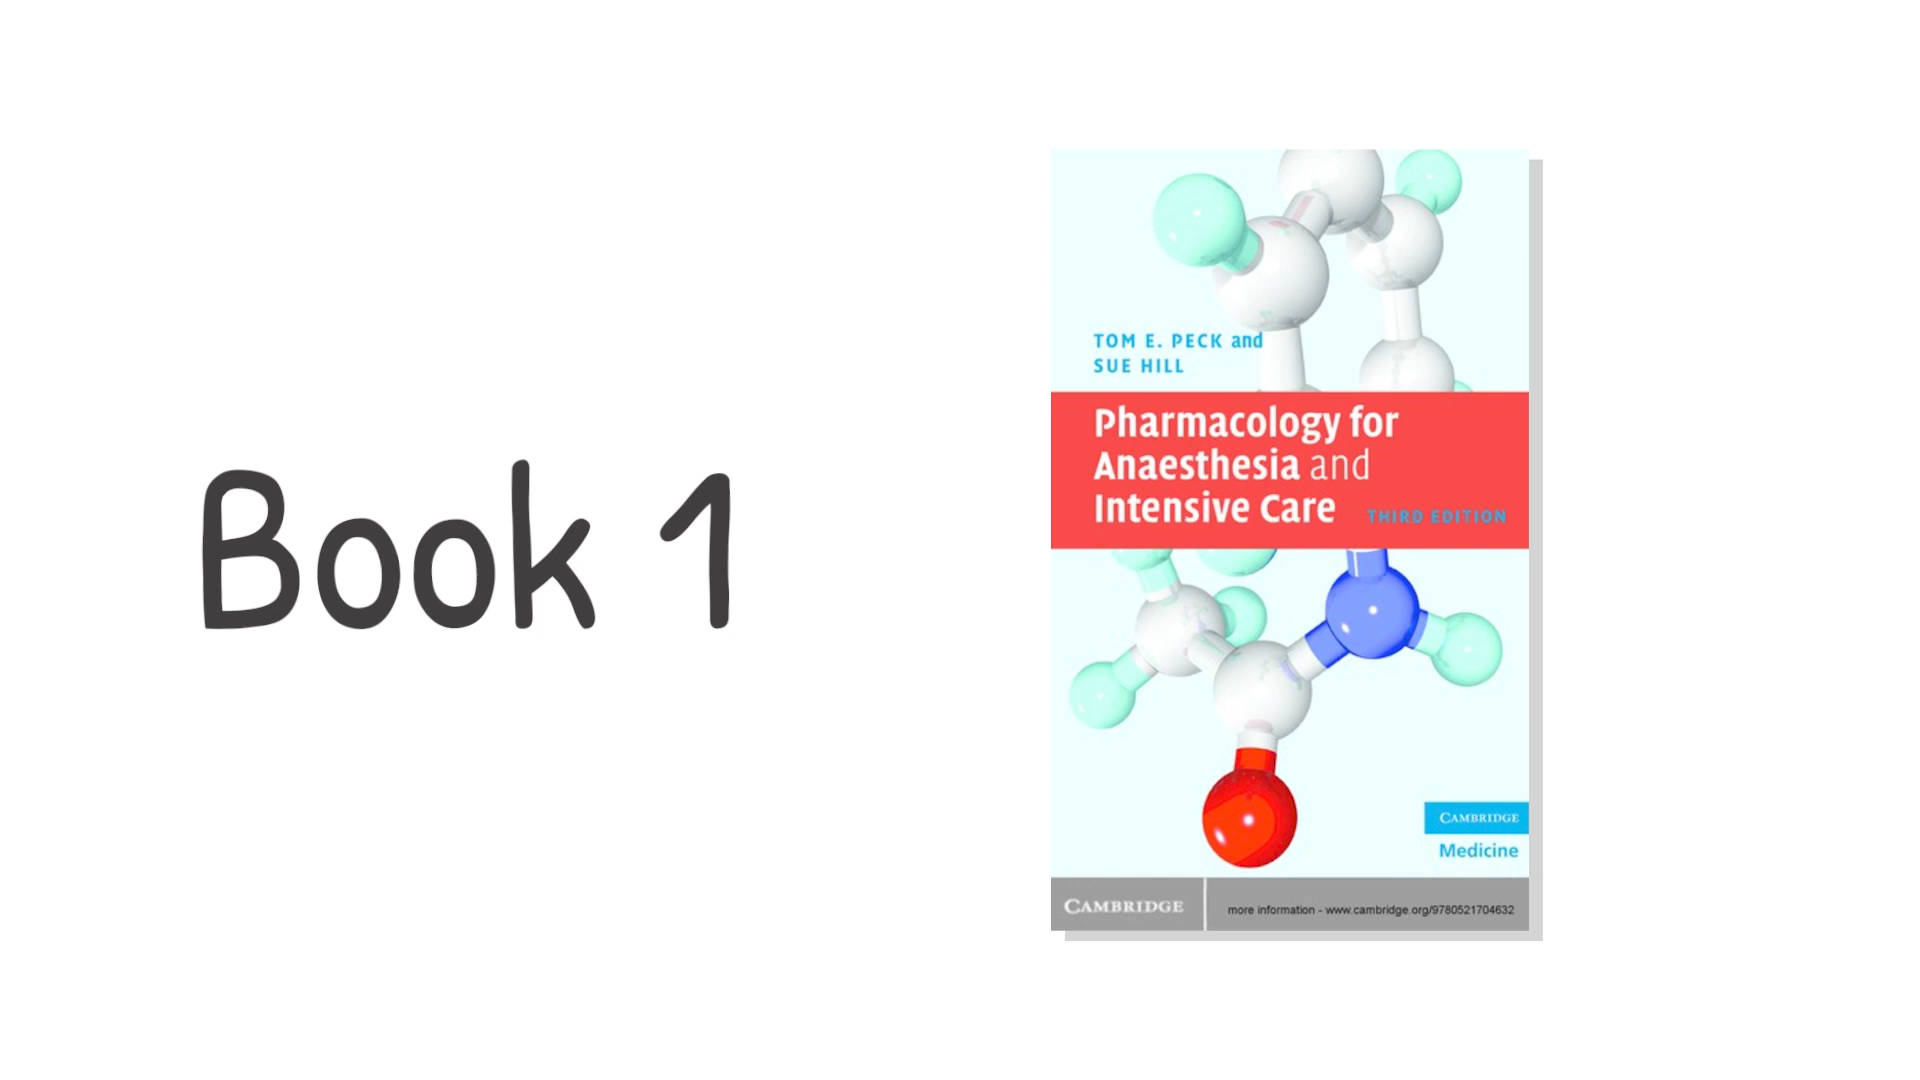 Book 1
TOM E. PECK and
SUE HILL
Pharmacology for
Anaesthesia and
Intensive Care THIRD EDITION
CAMBRIDGE
Medicine
CAMBRIDGE more information - www.cambridge.org/9780521704632